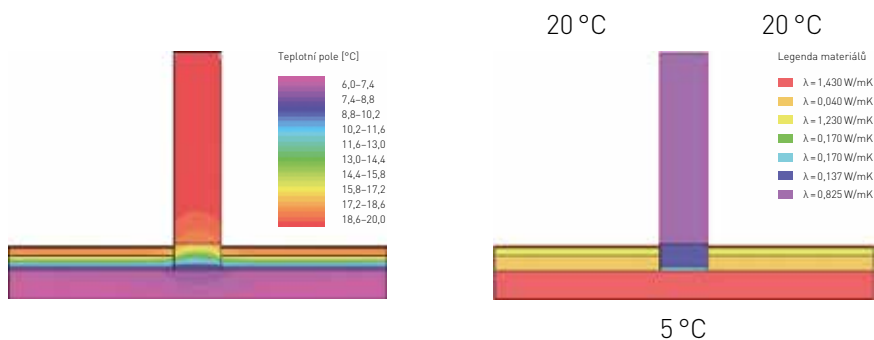 20 °C
20 °C
Teplotní pole [°C]
6,0–7,4
7,4–8,8
8,8–10,2
10,2–11,6
11,6–13,0
13,0–14,4
14,4–15,8
15,8–17,2
17,2–18,6
18,6–20,0
Legenda materiálů
λ = 1,430 W/mK
λ = 0,040 W/mK
λ = 1,230 W/mK
λ = 0,170 W/mK
λ = 0,170 W/mK
λ = 0,137 W/mK
λ = 0,825 W/mK
5 °C